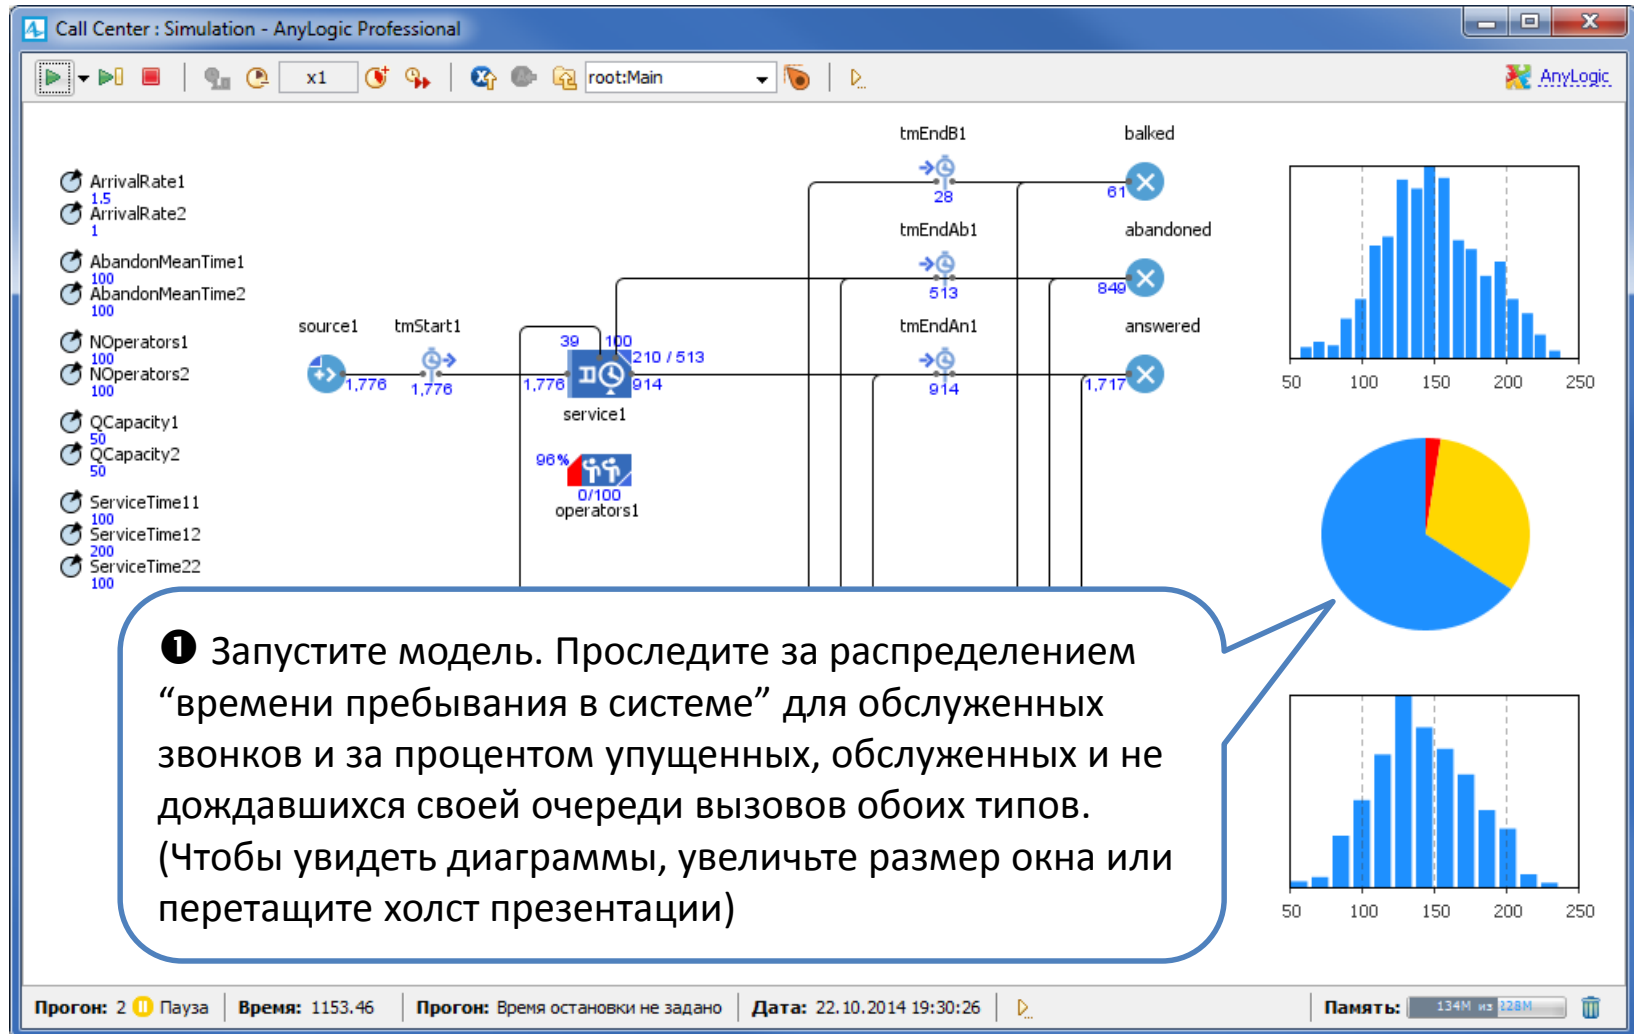 Call Center : Simulation - AnyLogic Professional
x1
root:Main
AnyLogic
ArrivalRate1
1.5
ArrivalRate2
1
AbandonMeanTime1
100
AbandonMeanTime2
100
NOperators1
100
NOperators2
100
QCapacity1
50
QCapacity2
50
ServiceTime11
100
ServiceTime12
200
ServiceTime22
100
source1
1,776
tmStart1
1,776
39
100
210 / 513
1,776
914
service1
96%
0/100
operators1
tmEndB1
28
balked
61
tmEndAb1
513
abandoned
849
tmEndAn1
914
answered
1,717
50 100 150 200 250
❶ Запустите модель. Проследите за распределением
“времени пребывания в системе” для обслуженных
звонков и за процентом упущенных, обслуженных и не
дождавшихся своей очереди вызовов обоих типов.
(Чтобы увидеть диаграммы, увеличьте размер окна или
перетащите холст презентации)
50 100 150 200 250
Прогон: 2 Пауза Время: 1153.46 Прогон: Время остановки не задано Дата: 22.10.2014 19:30:26 Память: 134M из 228M